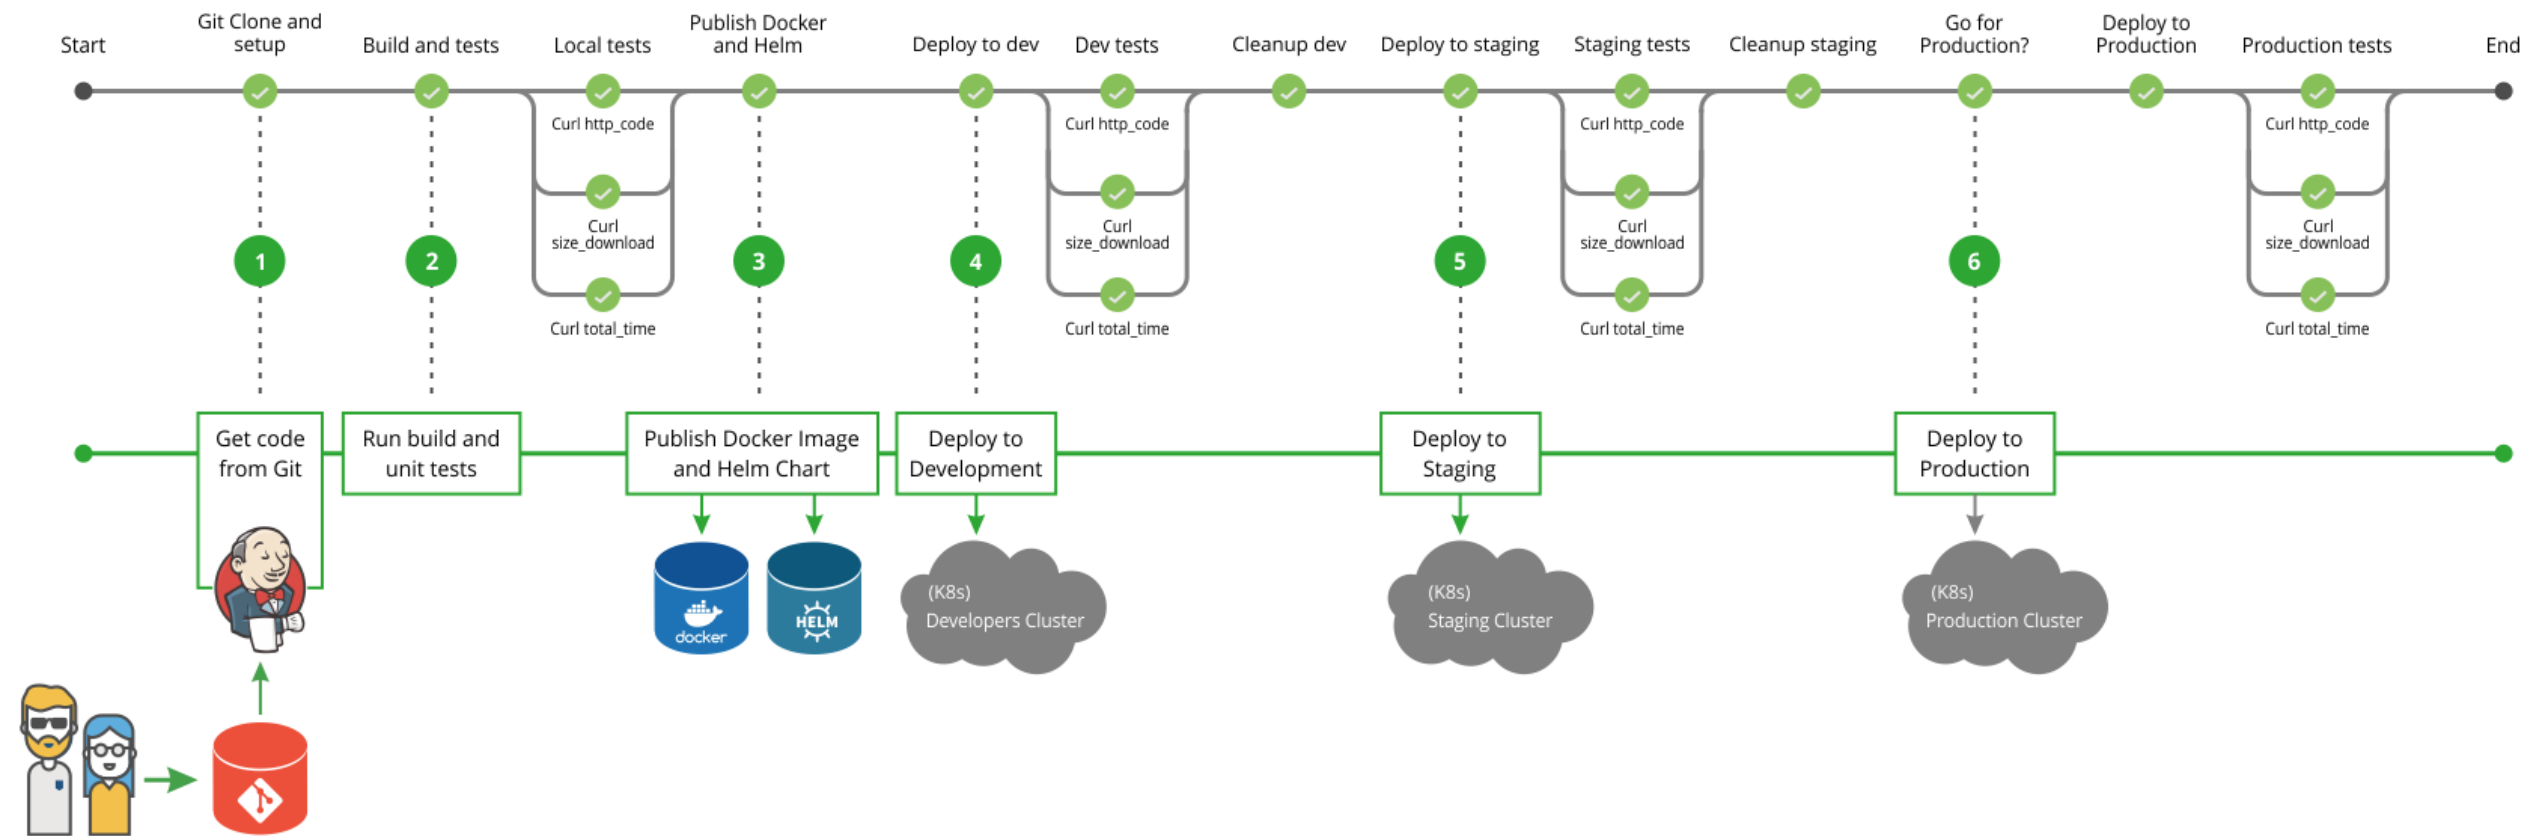 Start
Git Clone and
setup
Build and tests
Local tests
Publish Docker
and Helm
Deploy to dev
Dev tests
Cleanup dev
Deploy to staging
Staging tests
Cleanup staging
Go for
Production?
Deploy to
Production
Production tests
End
Curl http_code
Curl
size_download
Curl total_time
Curl http_code
Curl
size_download
Curl total_time
Curl http_code
Curl
size_download
Curl total_time
Curl http_code
Curl
size_download
Curl total_time
1
2
3
4
5
6
Get code
from Git
Run build and
unit tests
Publish Docker Image
and Helm Chart
Deploy to
Development
Deploy to
Staging
Deploy to
Production
docker
HELM
(K8s)
Developers Cluster
(K8s)
Staging Cluster
(K8s)
Production Cluster